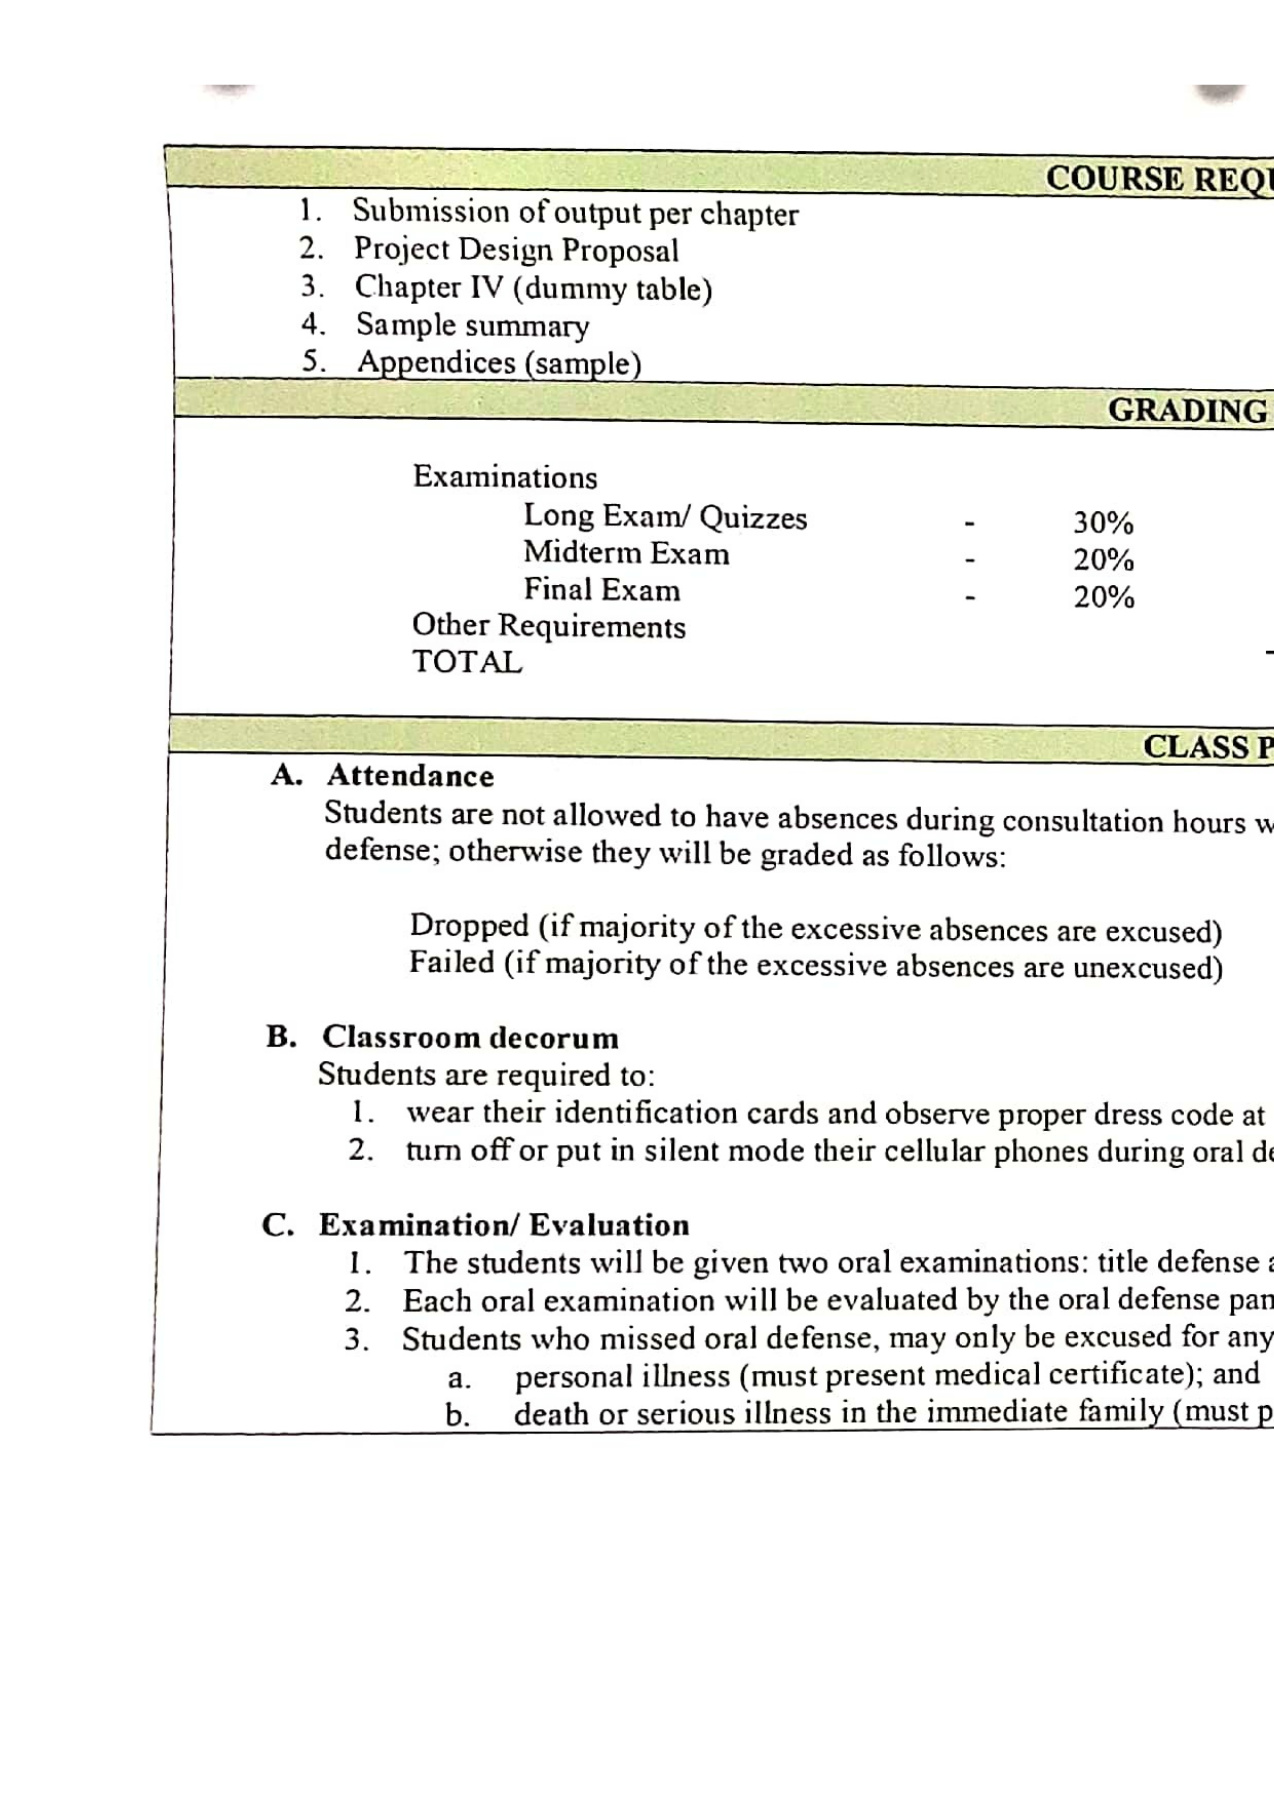 COURSE REQU
1. Submission of output per chapter
2. Project Design Proposal
3. Chapter IV (dummy table)
4. Sample summary
5. Appendices (sample)
GRADING
Examinations
Long Exam/ Quizzes - 30%
Midterm Exam - 20%
Final Exam - 20%
Other Requirements
TOTAL -
CLASS P
A. Attendance
Students are not allowed to have absences during consultation hours w
defense; otherwise they will be graded as follows:
Dropped (if majority of the excessive absences are excused)
Failed (if majority of the excessive absences are unexcused)
B. Classroom decorum
Students are required to:
1. wear their identification cards and observe proper dress code at
2. turn off or put in silent mode their cellular phones during oral de
C. Examination/ Evaluation
1. The students will be given two oral examinations: title defense a
2. Each oral examination will be evaluated by the oral defense pan
3. Students who missed oral defense, may only be excused for any
a. personal illness (must present medical certificate); and
b. death or serious illness in the immediate family (must p